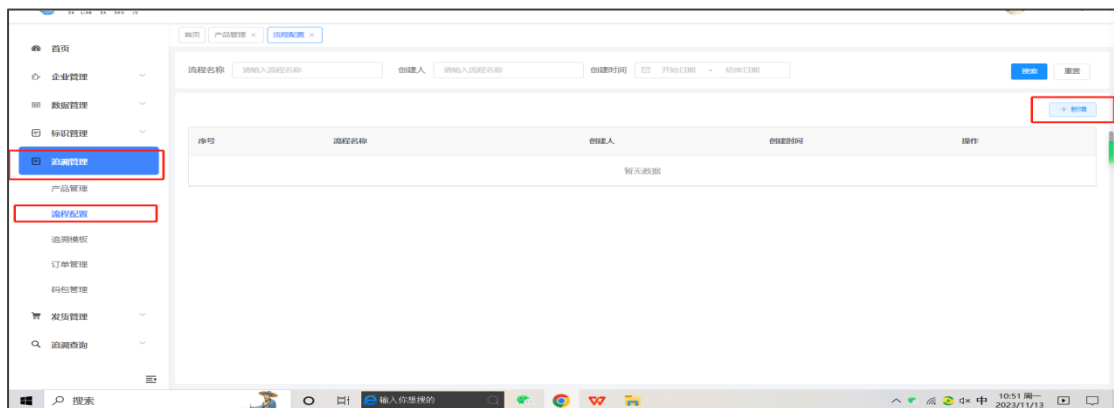 首页 产品管理 × 流程配置 ×
首页
企业管理
数据管理
标识管理
追溯管理
产品管理
流程配置
追溯模板
订单管理
码包管理
发货管理
追溯查询
流程名称 请输入流程名称 创建人 请输入流程名称 创建时间 开始日期 - 结束日期 搜索 重置
+ 新增
序号 流程名称 创建人 创建时间 操作
暂无数据
搜索 输入你想搜的 中 10:51 周一
2023/11/13